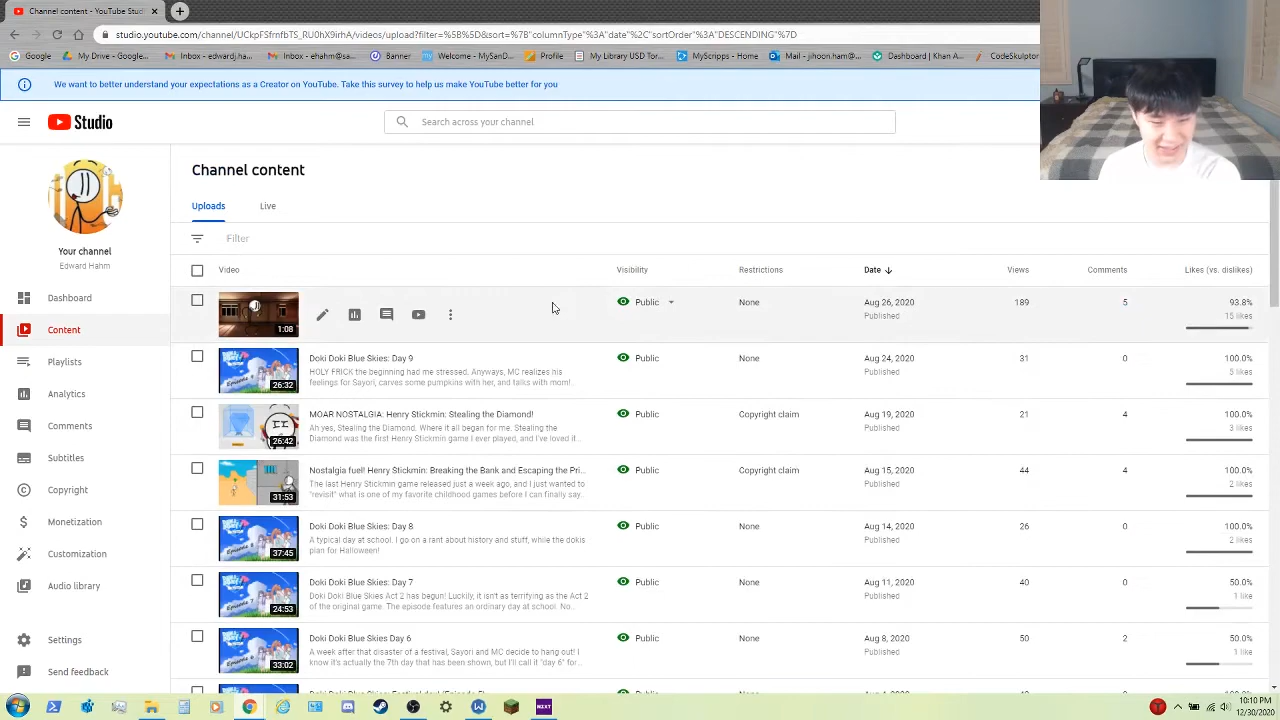 Channel content - YouTube Stud
studio.youtube.com/channel/UCkpFSfrnfbTS_RU0hX9irhA/videos/upload?filter=%5B%5D&sort=%7B"columnType"%3A"date"%2C"sortOrder"%3A"DESCENDING"%7D
Google My Drive - Google... Inbox - edwardj.ham... Inbox - ehahm@sa... Banner Welcome - MySanD... Profile My Library USD Tor... MyScripps - Home Mail - jihoon.ham@... Dashboard | Khan A... CodeSkulptor
We want to better understand your expectations as a Creator on YouTube. Take this survey to help us make YouTube better for you
Studio
Search across your channel
Your channel
Edward Hahm
Dashboard
Content
Playlists
Analytics
Comments
Subtitles
Copyright
Monetization
Customization
Audio library
Settings
Send feedback
Channel content
Uploads Live
Filter
Video Visibility Restrictions Date Views Comments Likes (vs. dislikes)
1:08 Public None Aug 26, 2020 189 5 93.8%
Published 15 likes
Doki Doki Blue Skies: Day 9 Public None Aug 24, 2020 31 0 100.0%
HOLY FRICK the beginning had me stressed. Anyways, MC realizes his Published 5 likes
feelings for Sayori, carves some pumpkins with her, and talks with mom!...
26:32
MOAR NOSTALGIA: Henry Stickmin: Stealing the Diamond! Public Copyright claim Aug 19, 2020 21 4 100.0%
Ah yes, Stealing the Diamond. Where it all began for me. Stealing the Published 3 likes
Diamond was the first Henry Stickmin game I ever played, and I've loved it...
26:42
Nostalgia fuel! Henry Stickmin: Breaking the Bank and Escaping the Pri... Public Copyright claim Aug 15, 2020 44 4 100.0%
The last Henry Stickmin game released just a week ago, and I just wanted to Published 2 likes
"revisit" what is one of my favorite childhood games before I can finally say...
31:53
Doki Doki Blue Skies: Day 8 Public None Aug 14, 2020 26 0 100.0%
A typical day at school. I go on a rant about history and stuff, while the dokis Published 2 likes
plan for Halloween!
37:45
Doki Doki Blue Skies: Day 7 Public None Aug 11, 2020 40 0 50.0%
Doki Doki Blue Skies Act 2 has begun! Luckily, it isn't as terrifying as the Act 2 Published 1 like
of the original game. The episode features an ordinary day at school. No...
24:53
Doki Doki Blue Skies Day 6 Public None Aug 8, 2020 50 2 50.0%
A week after that disaster of a festival, Sayori and MC decide to hang out! I Published 1 like
know it's actually the 7th day that has been shown, but I'll call it "day 6" for...
33:02
10:10 PM
12/30/2020